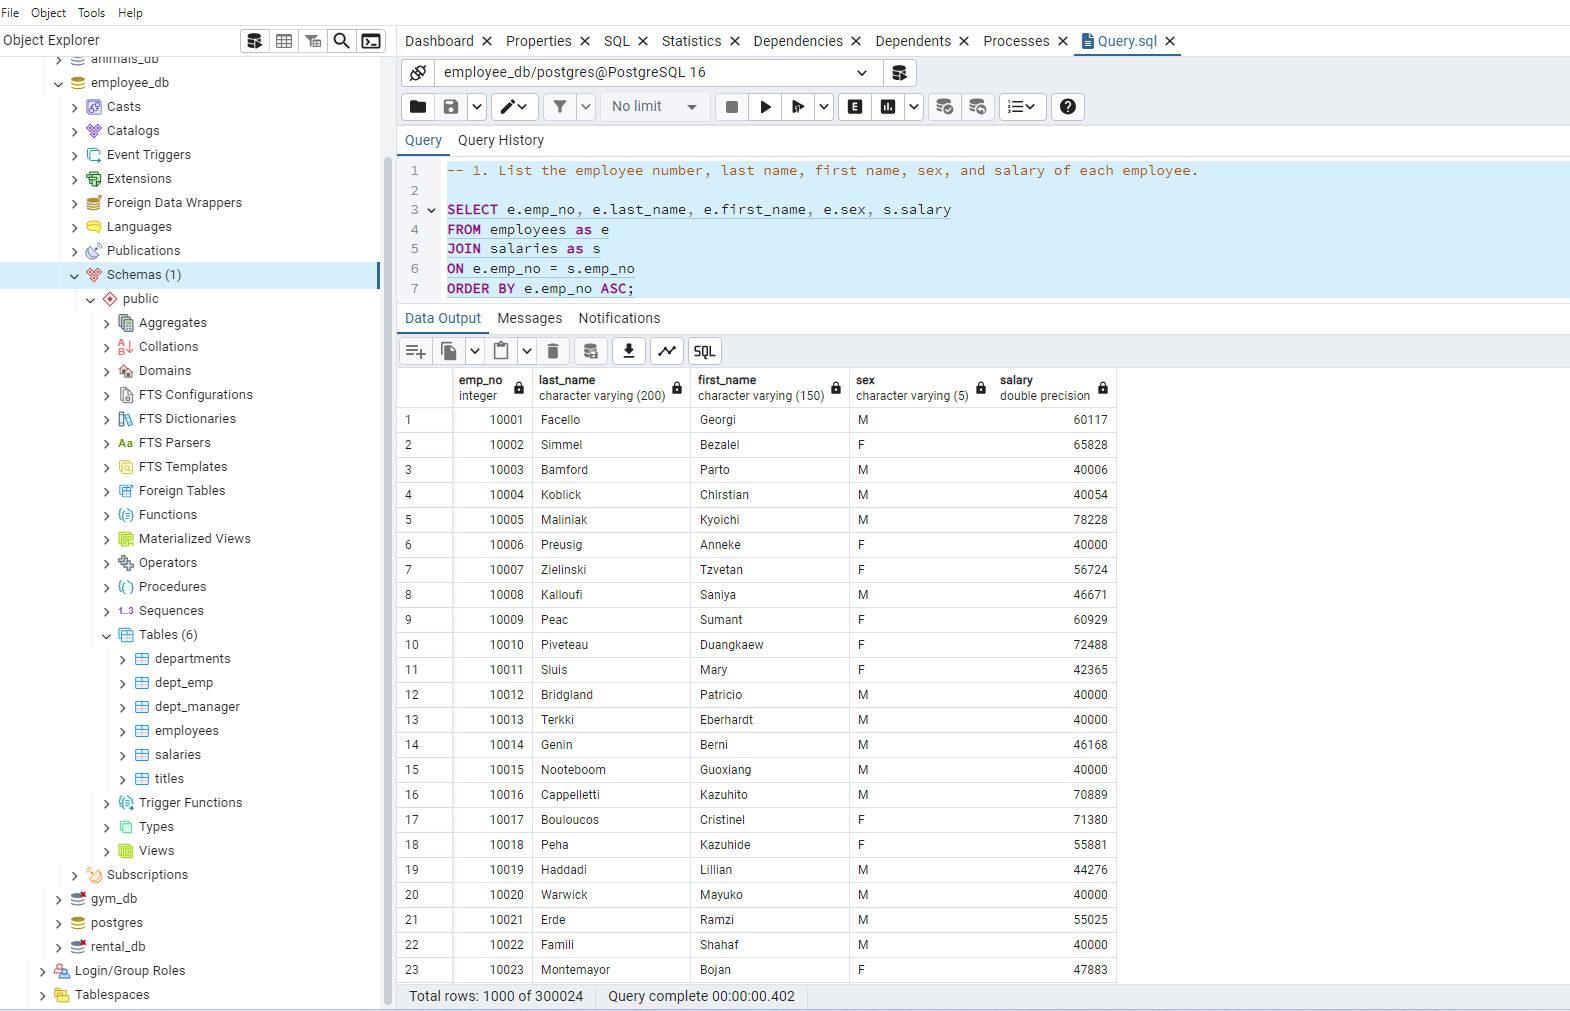 File Object Tools Help
Object Explorer
animals_db
employee_db
Casts
Catalogs
Event Triggers
Extensions
Foreign Data Wrappers
Languages
Publications
Schemas (1)
public
Aggregates
Collations
Domains
FTS Configurations
FTS Dictionaries
Aa FTS Parsers
FTS Templates
Foreign Tables
Functions
Materialized Views
Operators
Procedures
1..3 Sequences
Tables (6)
departments
dept_emp
dept_manager
employees
salaries
titles
Trigger Functions
Types
Views
Subscriptions
gym_db
postgres
rental_db
Login/Group Roles
Tablespaces
Dashboard Properties SQL Statistics Dependencies Dependents Processes Query.sql
employee_db/postgres@PostgreSQL 16
No limit E
Query Query History
1 -- 1. List the employee number, last name, first name, sex, and salary of each employee.
2
3 SELECT e.emp_no, e.last_name, e.first_name, e.sex, s.salary
4 FROM employees as e
5 JOIN salaries as s
6 ON e.emp_no = s.emp_no
7 ORDER BY e.emp_no ASC;
Data Output Messages Notifications
SQL
emp_no last_name first_name sex salary
integer character varying (200) character varying (150) character varying (5) double precision
1 10001 Facello Georgi M 60117
2 10002 Simmel Bezalel F 65828
3 10003 Bamford Parto M 40006
4 10004 Koblick Chirstian M 40054
5 10005 Maliniak Kyoichi M 78228
6 10006 Preusig Anneke F 40000
7 10007 Zielinski Tzvetan F 56724
8 10008 Kalloufi Saniya M 46671
9 10009 Peac Sumant F 60929
10 10010 Piveteau Duangkaew F 72488
11 10011 Sluis Mary F 42365
12 10012 Bridgland Patricio M 40000
13 10013 Terkki Eberhardt M 40000
14 10014 Genin Berni M 46168
15 10015 Nooteboom Guoxiang M 40000
16 10016 Cappelletti Kazuhito M 70889
17 10017 Bouloucos Cristinel F 71380
18 10018 Peha Kazuhide F 55881
19 10019 Haddadi Lillian M 44276
20 10020 Warwick Mayuko M 40000
21 10021 Erde Ramzi M 55025
22 10022 Famili Shahaf M 40000
23 10023 Montemayor Bojan F 47883
Total rows: 1000 of 300024 Query complete 00:00:00.402